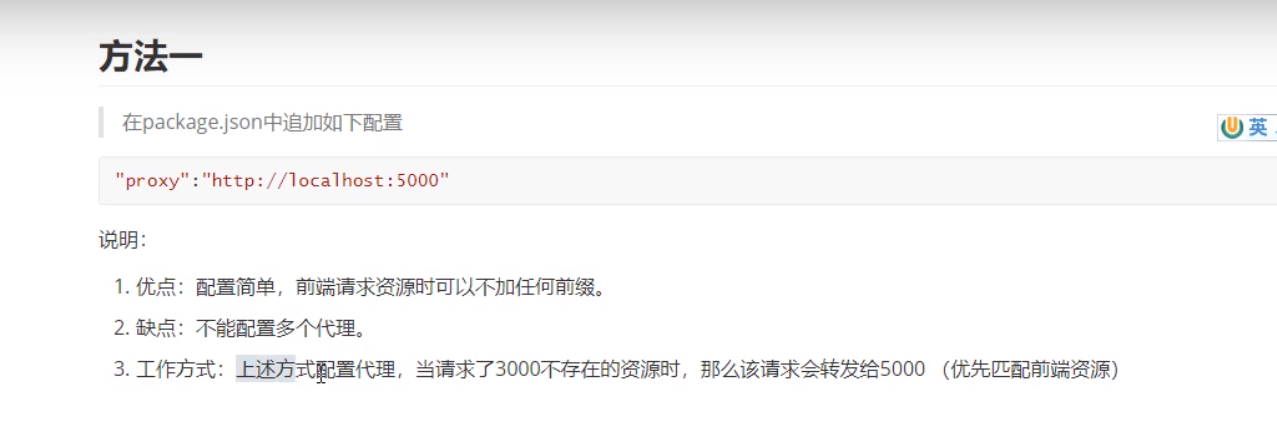 方法一
在package.json中追加如下配置
英
"proxy":"http://localhost:5000"
说明：
1. 优点：配置简单，前端请求资源时可以不加任何前缀。
2. 缺点：不能配置多个代理。
3. 工作方式：上述方式配置代理，当请求了3000不存在的资源时，那么该请求会转发给5000 （优先匹配前端资源）